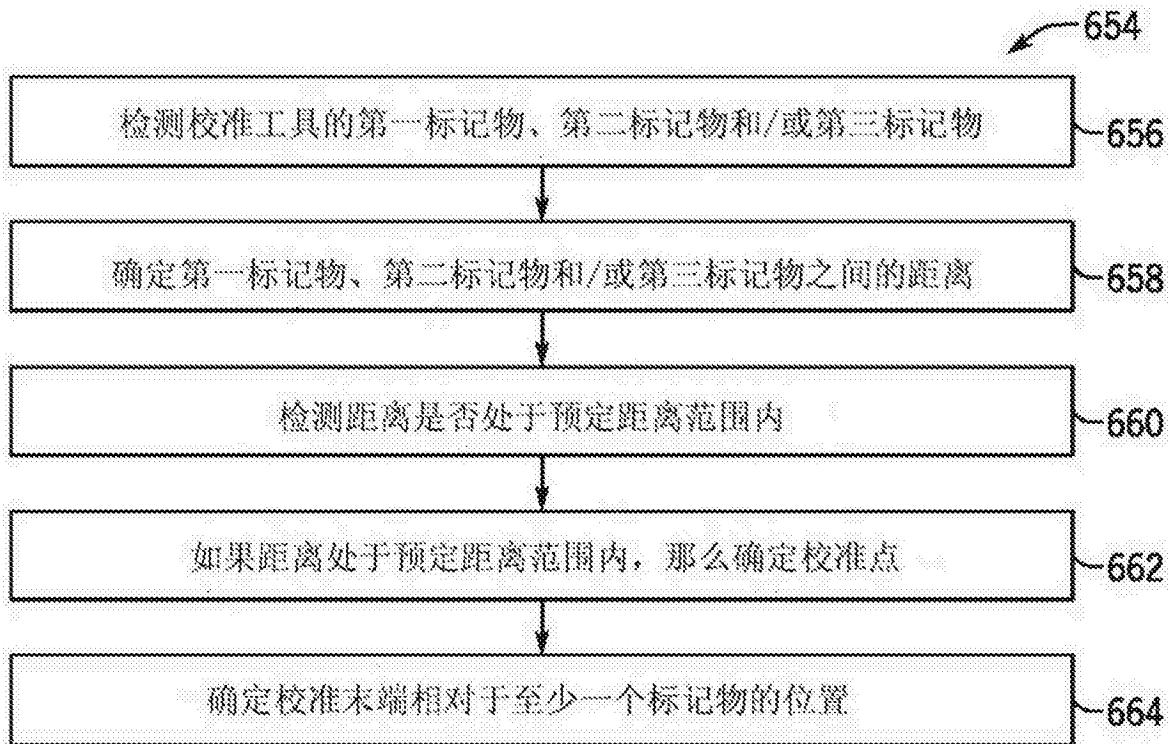 654
检测校准工具的第一标记物、第二标记物和/或第三标记物
656
确定第一标记物、第二标记物和/或第三标记物之间的距离
658
检测距离是否处于预定距离范围内
660
如果距离处于预定距离范围内，那么确定校准点
662
确定校准末端相对于至少一个标记物的位置
664